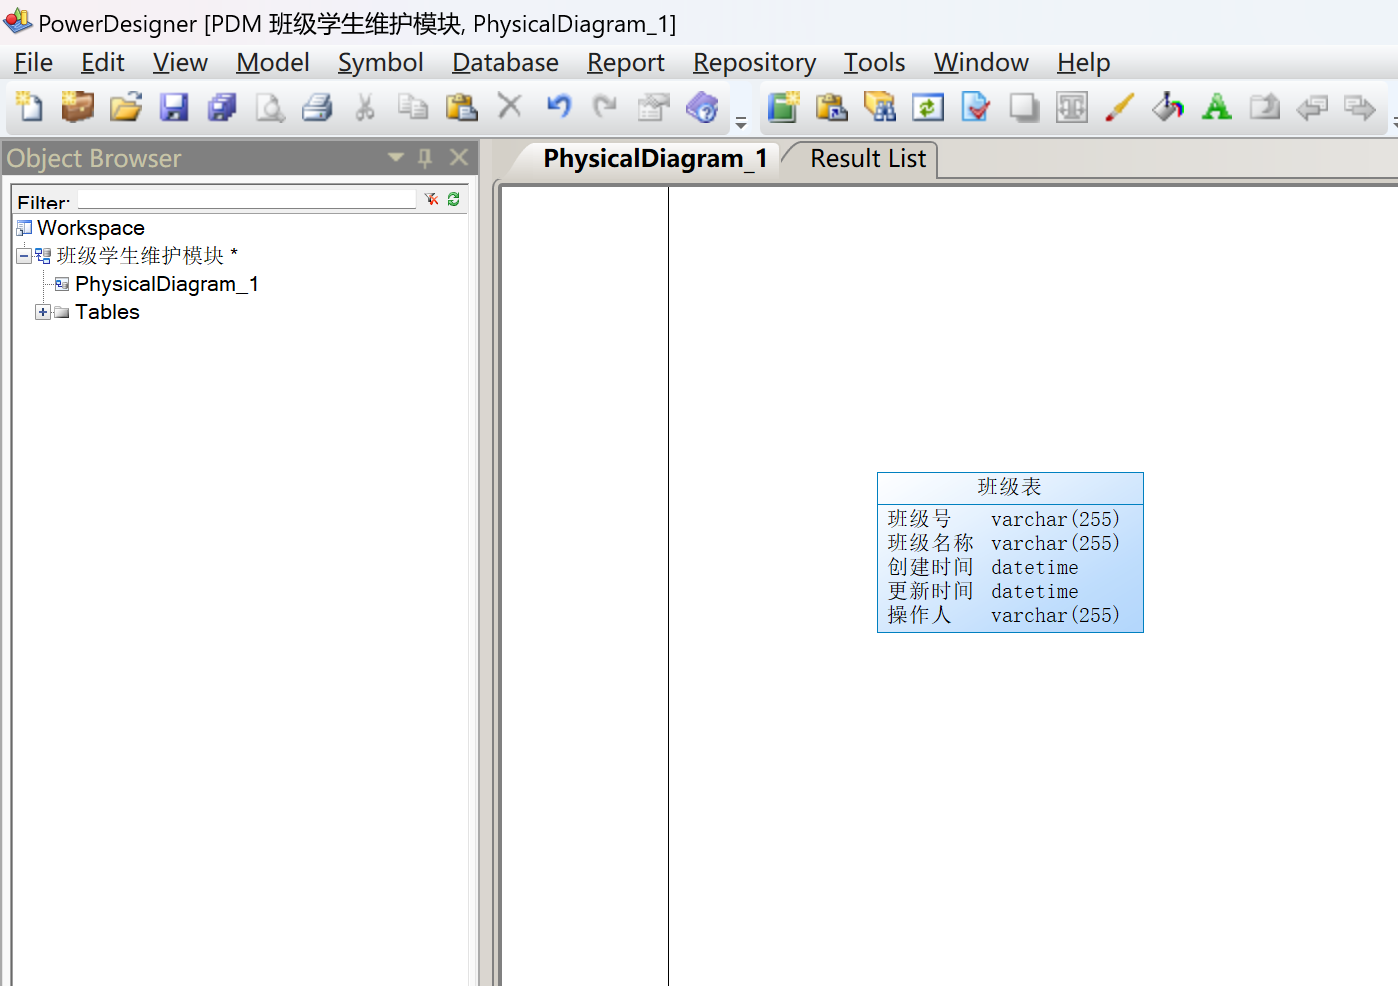 PowerDesigner [PDM 班级学生维护模块, PhysicalDiagram_1]
File Edit View Model Symbol Database Report Repository Tools Window Help
Object Browser
PhysicalDiagram_1 Result List
Filter:
Workspace
班级学生维护模块 *
PhysicalDiagram_1
Tables
班级表
班级号 varchar(255)
班级名称 varchar(255)
创建时间 datetime
更新时间 datetime
操作人 varchar(255)